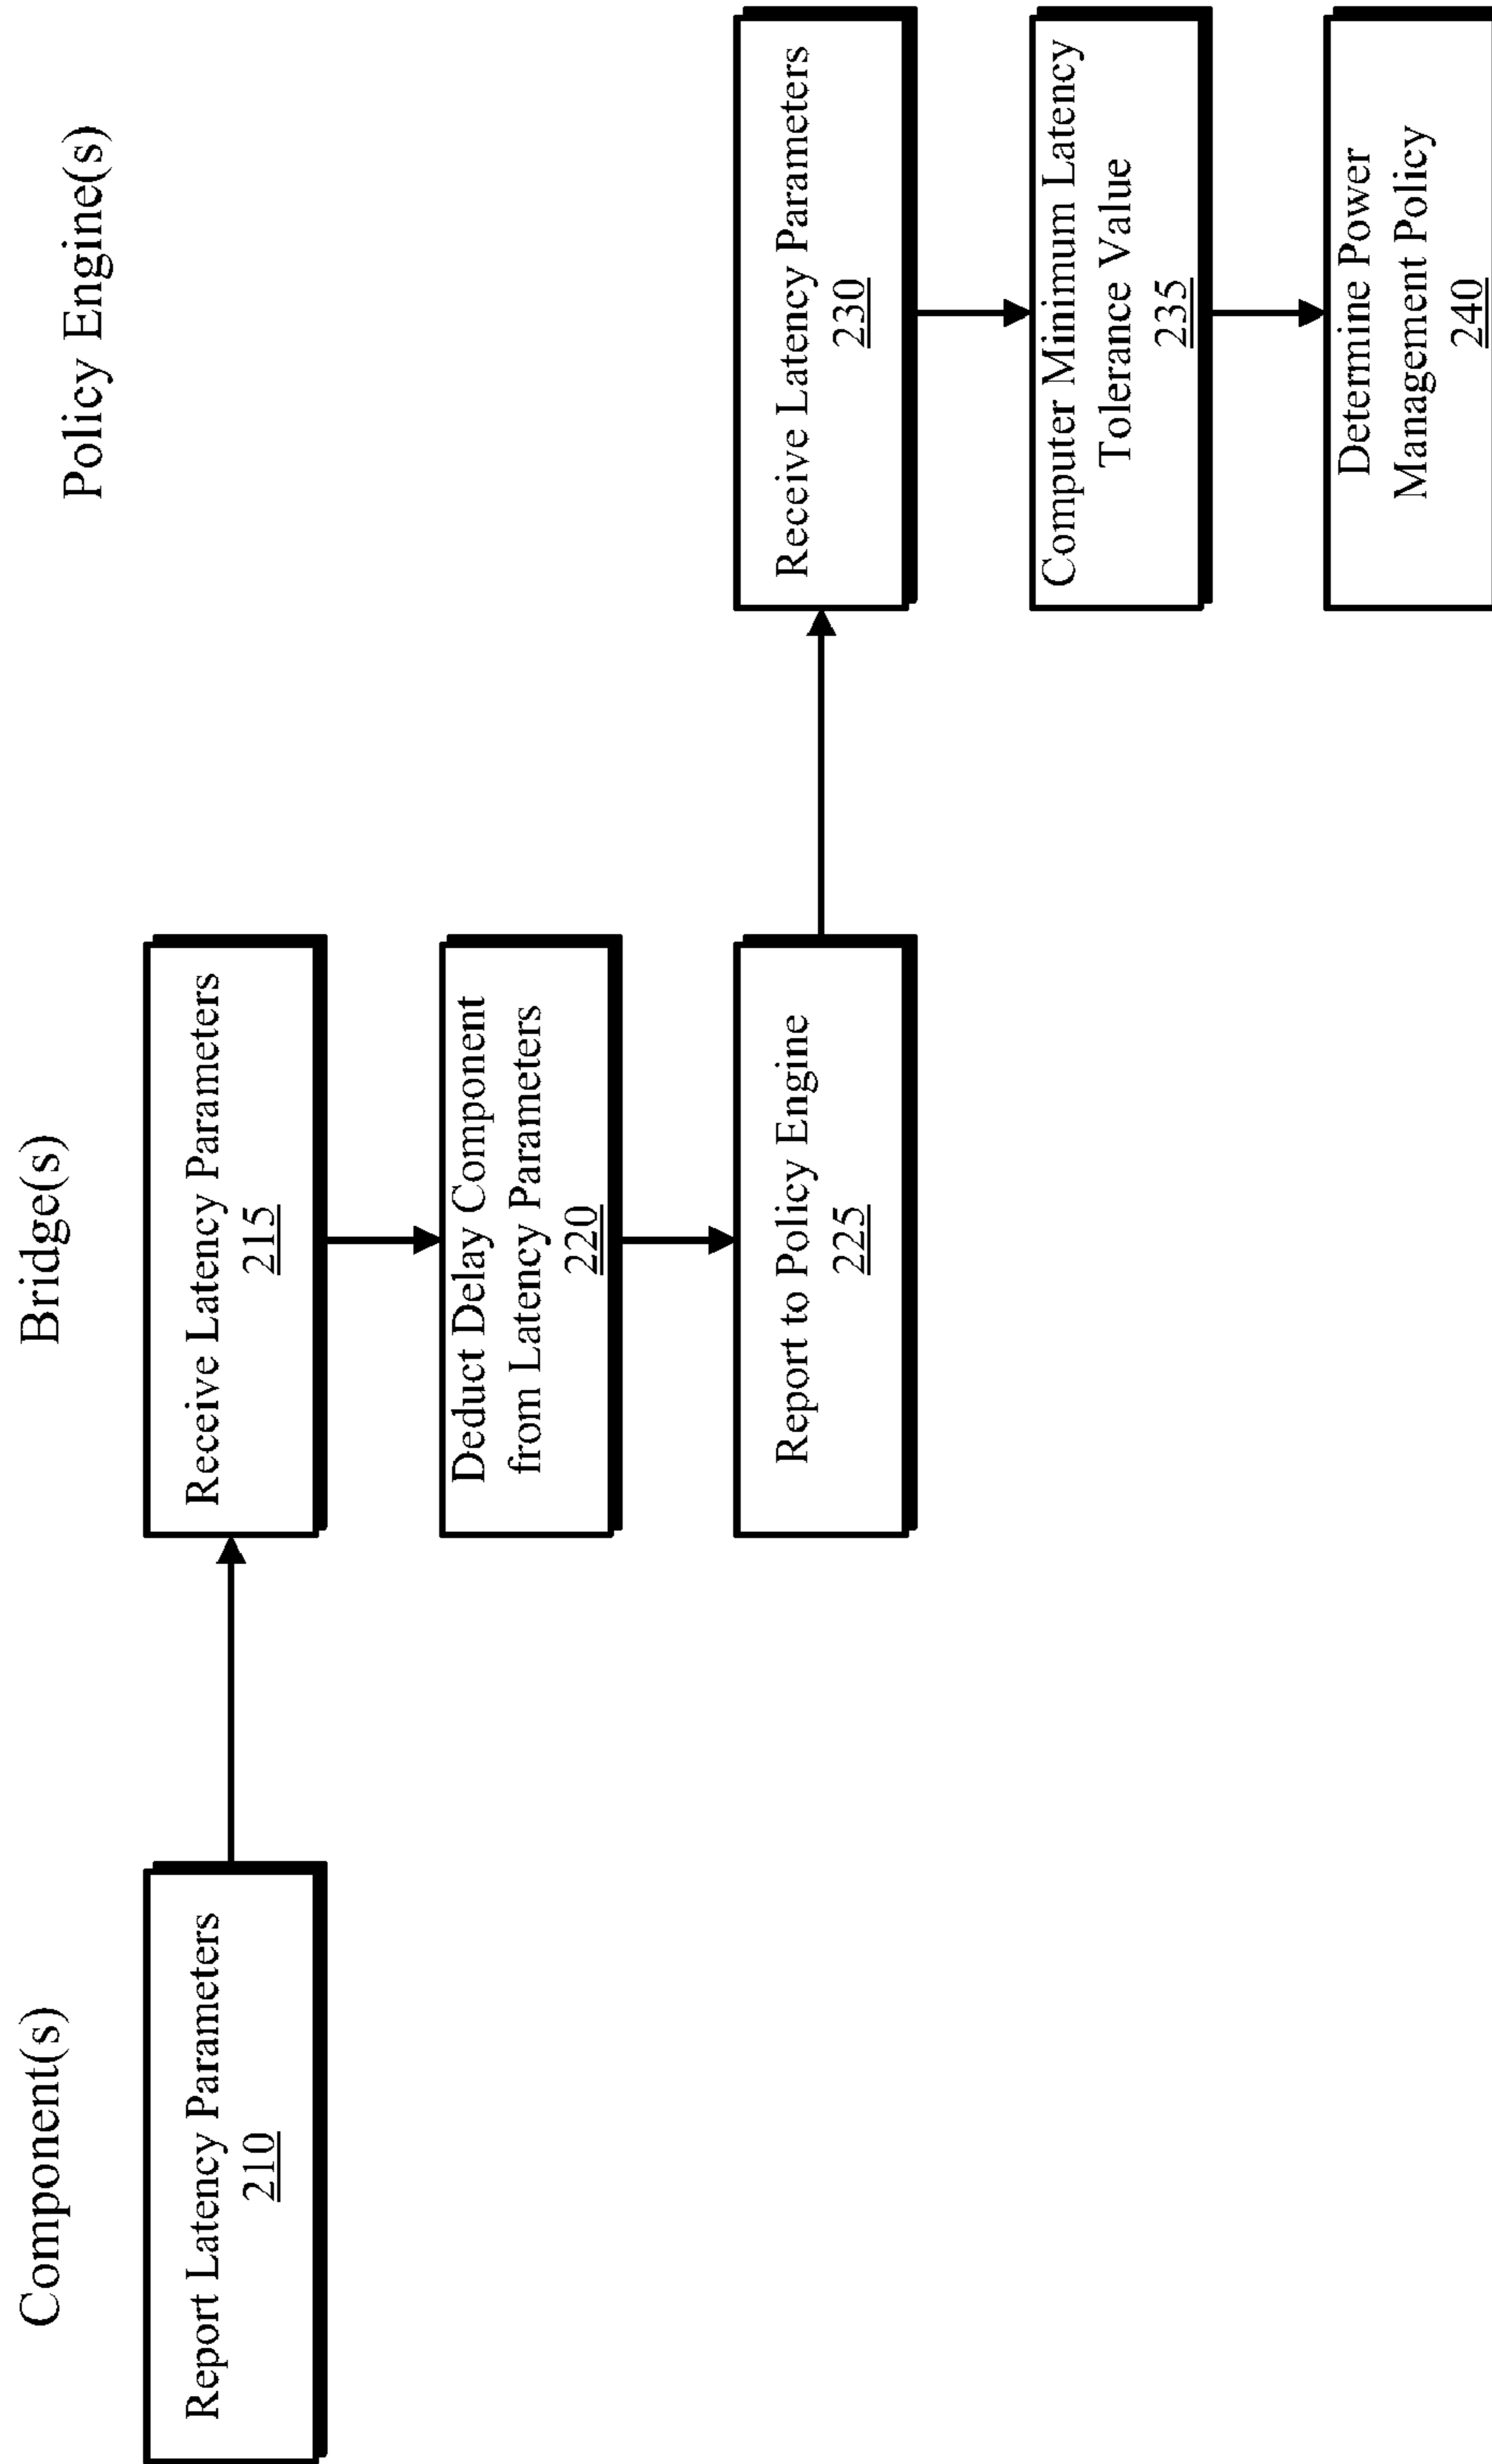 Component(s)
Bridge(s)
Policy Engine(s)
Report Latency Parameters
210
Receive Latency Parameters
215
Deduct Delay Component
from Latency Parameters
220
Report to Policy Engine
225
Receive Latency Parameters
230
Computer Minimum Latency
Tolerance Value
235
Determine Power
Management Policy
240